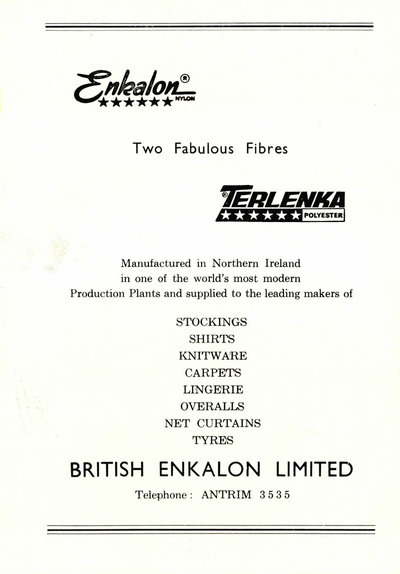 Enkalon®
NYLON
Two Fabulous Fibres
®TERLENKA
POLYESTER
Manufactured in Northern Ireland
in one of the world's most modern
Production Plants and supplied to the leading makers of
STOCKINGS
SHIRTS
KNITWARE
CARPETS
LINGERIE
OVERALLS
NET CURTAINS
TYRES
BRITISH ENKALON LIMITED
Telephone : ANTRIM 3535